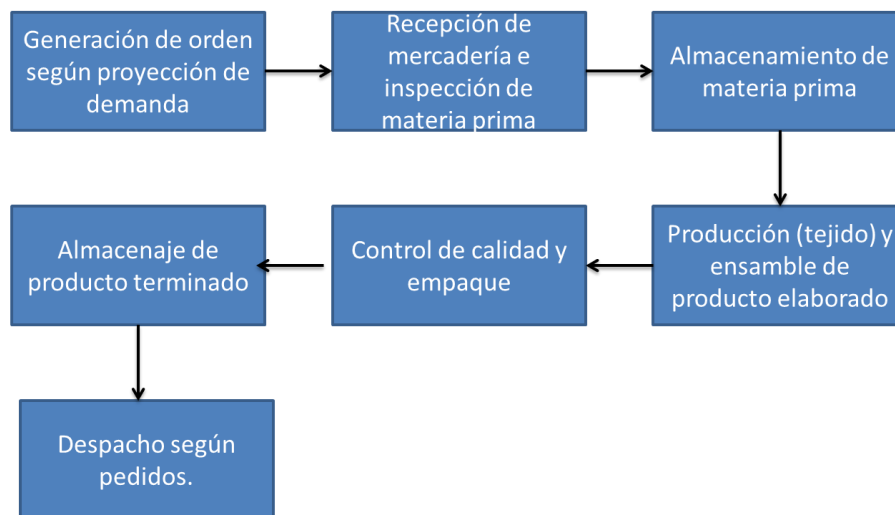 Generación de orden
según proyección de
demanda
Recepción de
mercadería e
inspección de
materia prima
Almacenamiento de
materia prima
Producción (tejido) y
ensamble de
producto elaborado
Control de calidad y
empaque
Almacenaje de
producto terminado
Despacho según
pedidos.